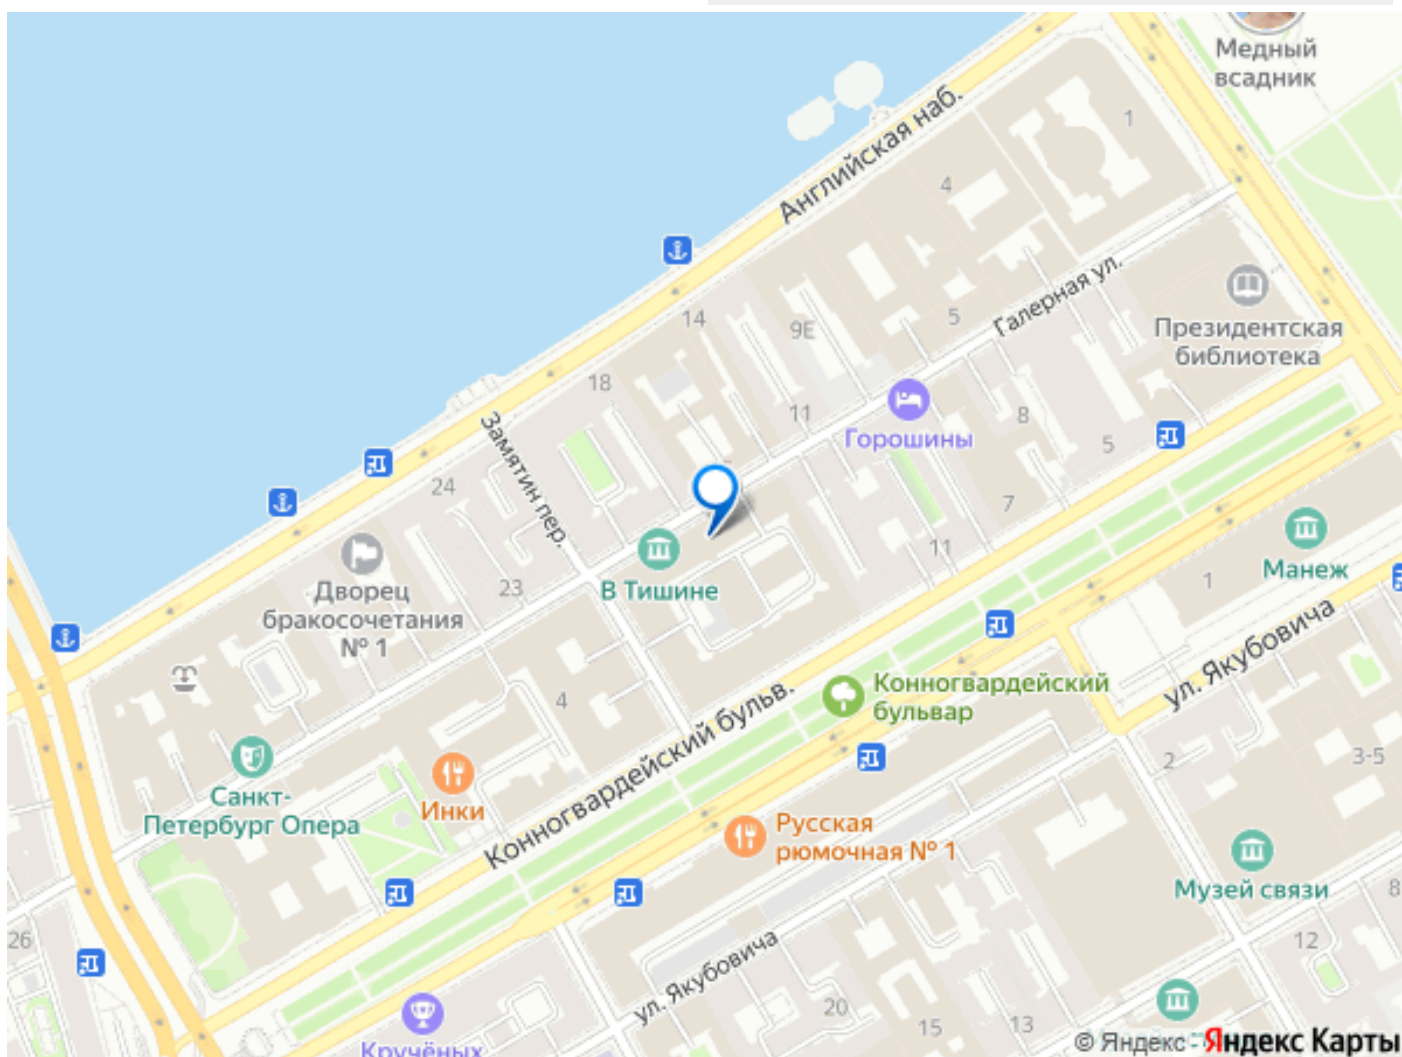 Медный
всадник
Английская наб.
1
4
Галерная ул.
5
Президентская
библиотека
14
9Е
18
11
Горошины
8
5
Замятин пер.
24
7
11
Манеж
1
В Тишине
Дворец
бракосочетания
№ 1
23
ул. Якубовича
4
Конногвардейский
бульвар
Конногвардейский бульв.
2
3-5
Инки
Санкт-
Петербург Опера
Русская
рюмочная № 1
Музей связи
8
26
12
ул. Якубовича
20
15
13
Кручёных
© Яндекс
Яндекс Карты